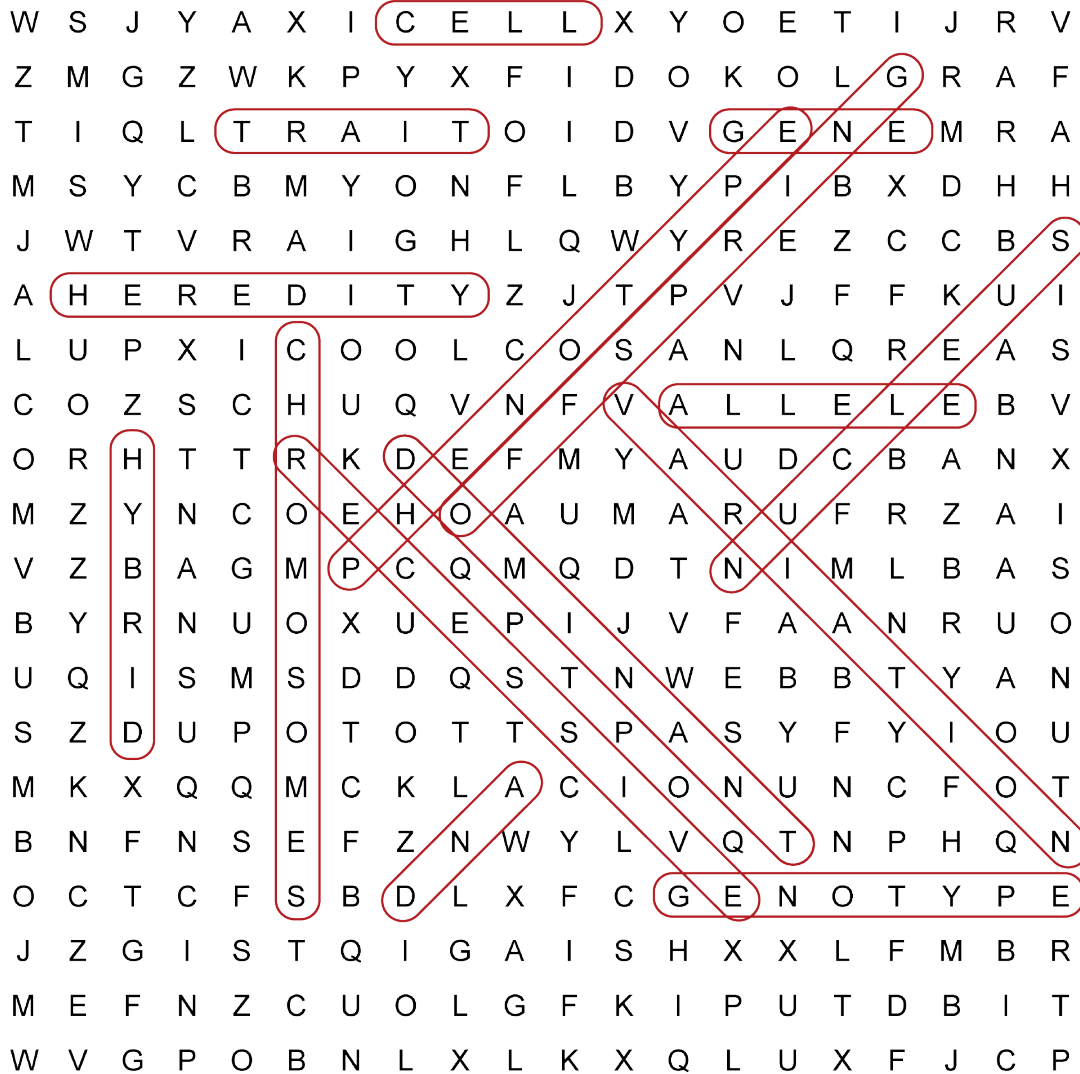 W S J Y A X I C E L L X Y O E T I J R V
Z M G Z W K P Y X F I D O K O L G R A F
T I Q L T R A I T O I D V G E N E M R A
M S Y C B M Y O N F L B Y P I B X D H H
J W T V R A I G H L Q W Y R E Z C C B S
A H E R E D I T Y Z J T P V J F F K U I
L U P X I C O O L C O S A N L Q R E A S
C O Z S C H U Q V N F V A L L E L E B V
O R H T T R K D E F M Y A U D C B A N X
M Z Y N C O E H O A U M A R U F R Z A I
V Z B A G M P C Q M Q D T N I M L B A S
B Y R N U O X U E P I J V F A A N R U O
U Q I S M S D D Q S T N W E B B T Y A N
S Z D U P O T O T T S P A S Y F Y I O U
M K X Q Q M C K L A C I O N U N C F O T
B N F N S E F Z N W Y L V Q T N P H Q N
O C T C F S B D L X F C G E N O T Y P E
J Z G I S T Q I G A I S H X X L F M B R
M E F N Z C U O L G F K I P U T D B I T
W V G P O B N L X L K X Q L U X F J C P